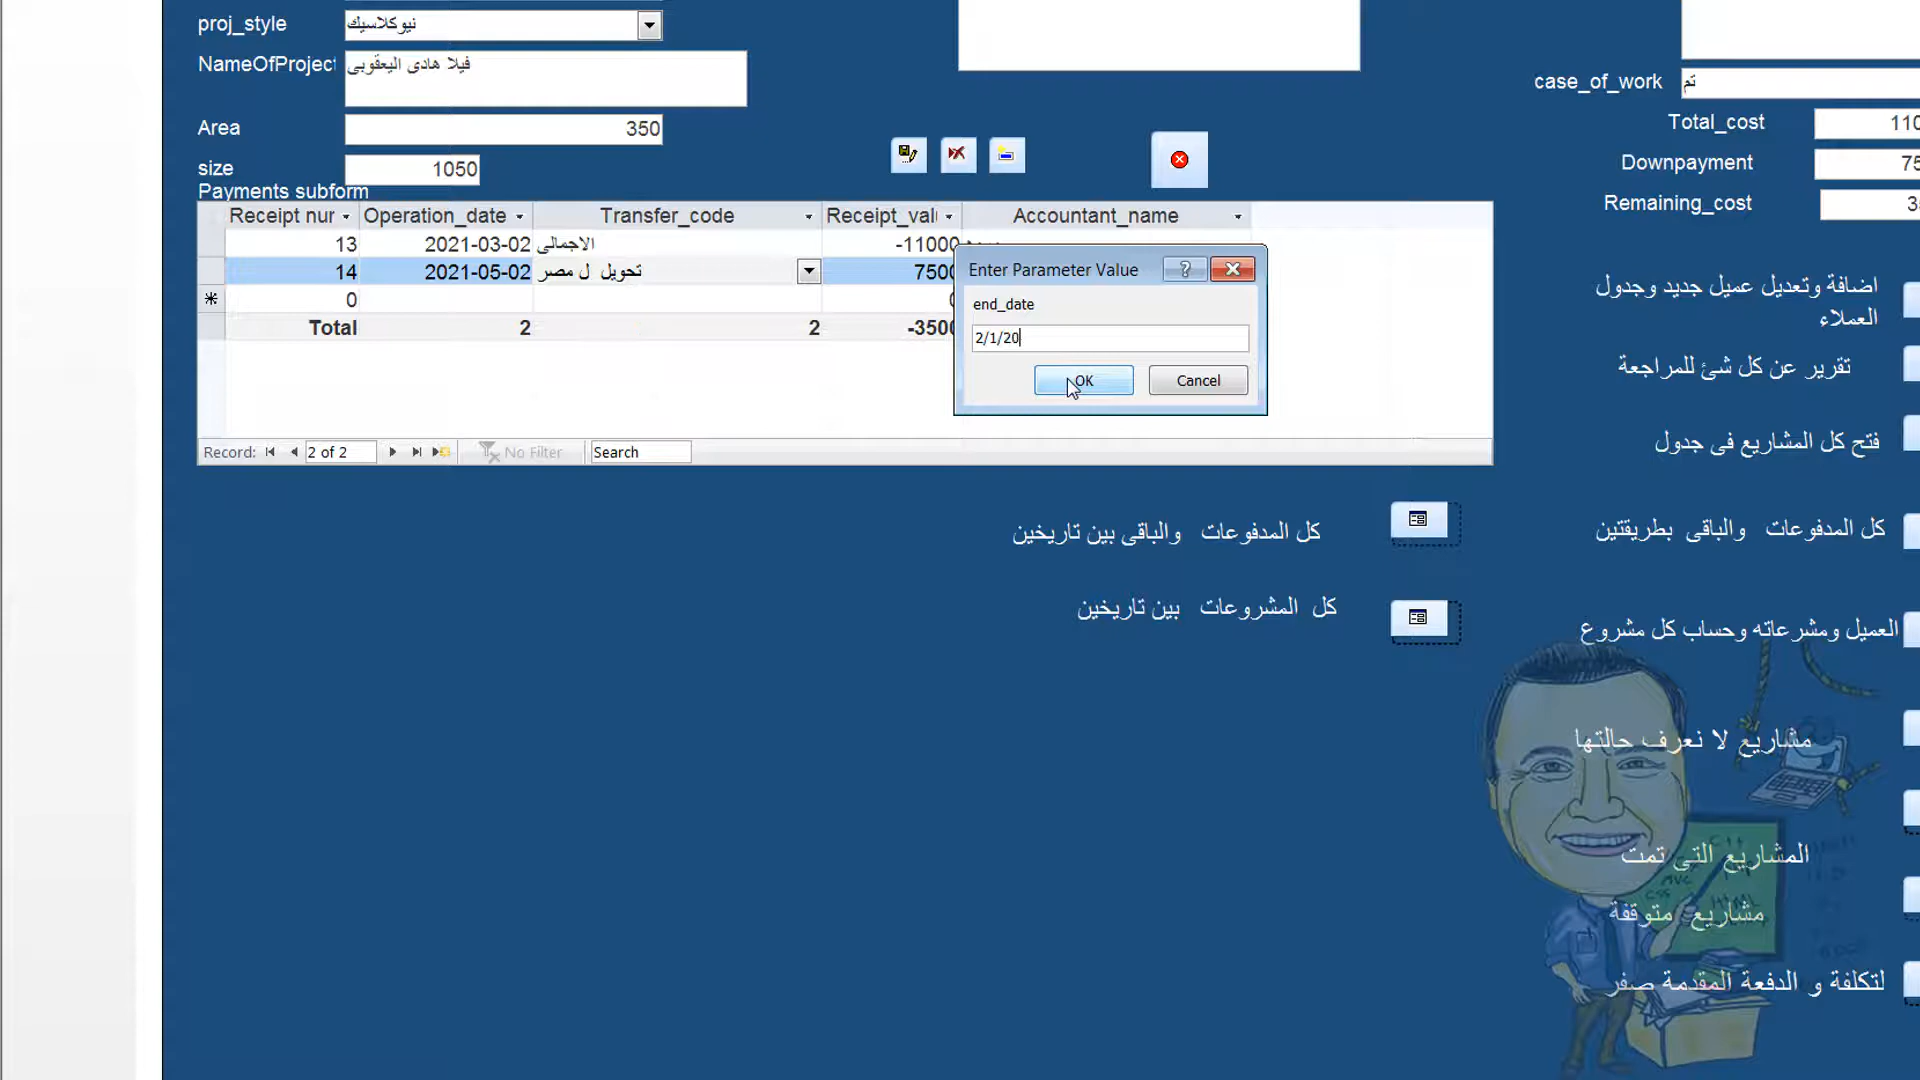 proj_style نيوكلاسيك
NameOfProject فيلا هادى اليعقوبى
Area 350
size 1050
case_of_work تم
Total_cost 110
Downpayment 75
Remaining_cost 3
Payments subform
Receipt nur Operation_date Transfer_code Receipt_valu Accountant_name
13 2021-03-02 الاجمالى -11000
14 2021-05-02 تحويل ل مصر 7500
* 0
Total 2 2 -3500
Enter Parameter Value
end_date
2/1/20
OK Cancel
Record: 2 of 2 No Filter Search
اضافة وتعديل عميل جديد وجدول
العملاء
تقرير عن كل شئ للمراجعة
فتح كل المشاريع فى جدول
كل المدفوعات والباقى بطريقتين
كل المدفوعات والباقى بين تاريخين
كل المشروعات بين تاريخين
العميل ومشرعاته وحساب كل مشروع
مشاريع لا نعرف حالتها
المشاريع التى تمت
مشاريع متوقفة
لتكلفة و الدفعة المقدمة صفر